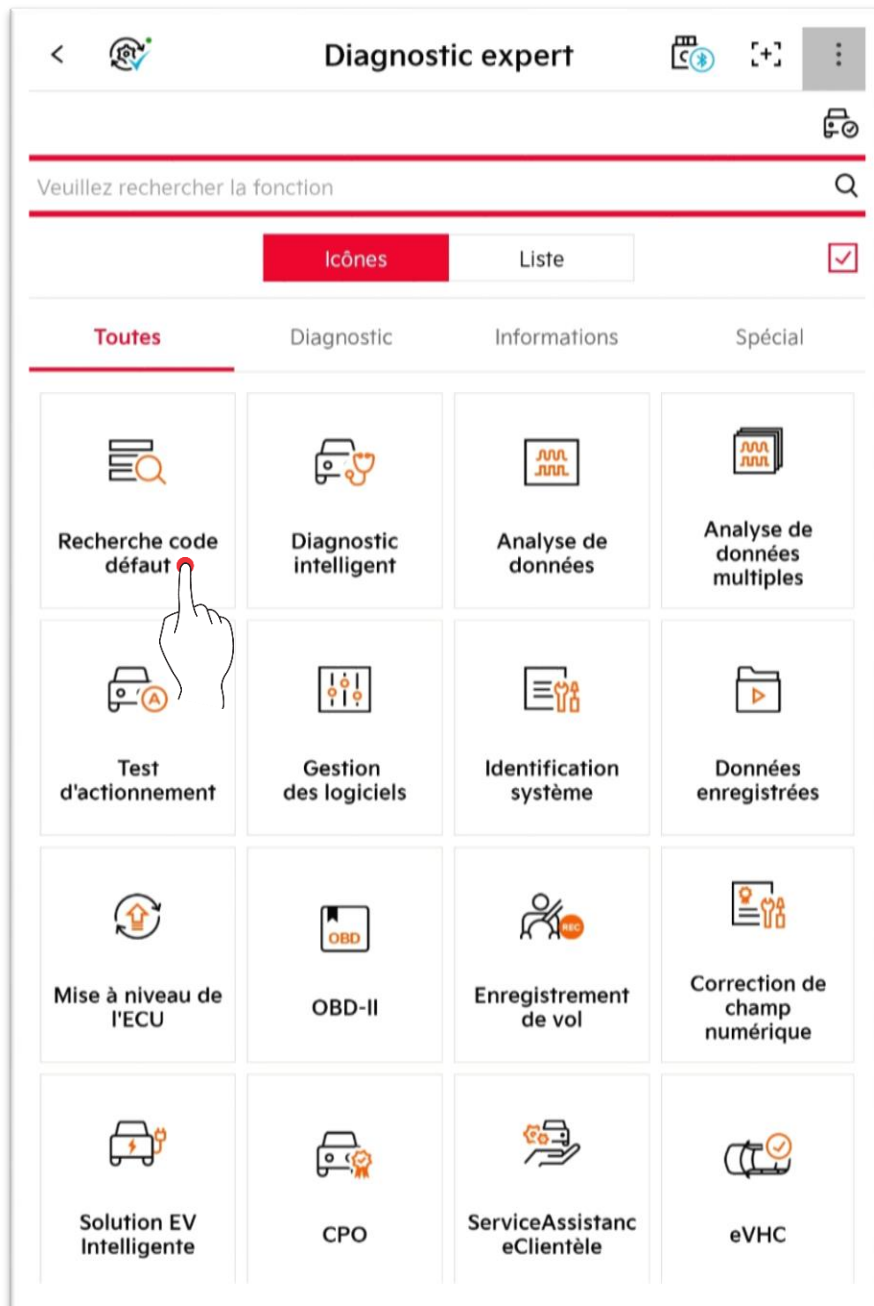 Diagnostic expert
Veuillez rechercher la fonction
Icônes
Liste
Toutes
Diagnostic
Informations
Spécial
Recherche code
défaut
Diagnostic
intelligent
Analyse de
données
Analyse de
données
multiples
A
Test
d'actionnement
Gestion
des logiciels
Identification
système
Données
enregistrées
Mise à niveau de
l'ECU
OBD
OBD-II
REC
Enregistrement
de vol
Correction de
champ
numérique
Solution EV
Intelligente
CPO
ServiceAssistanc
eClientèle
eVHC